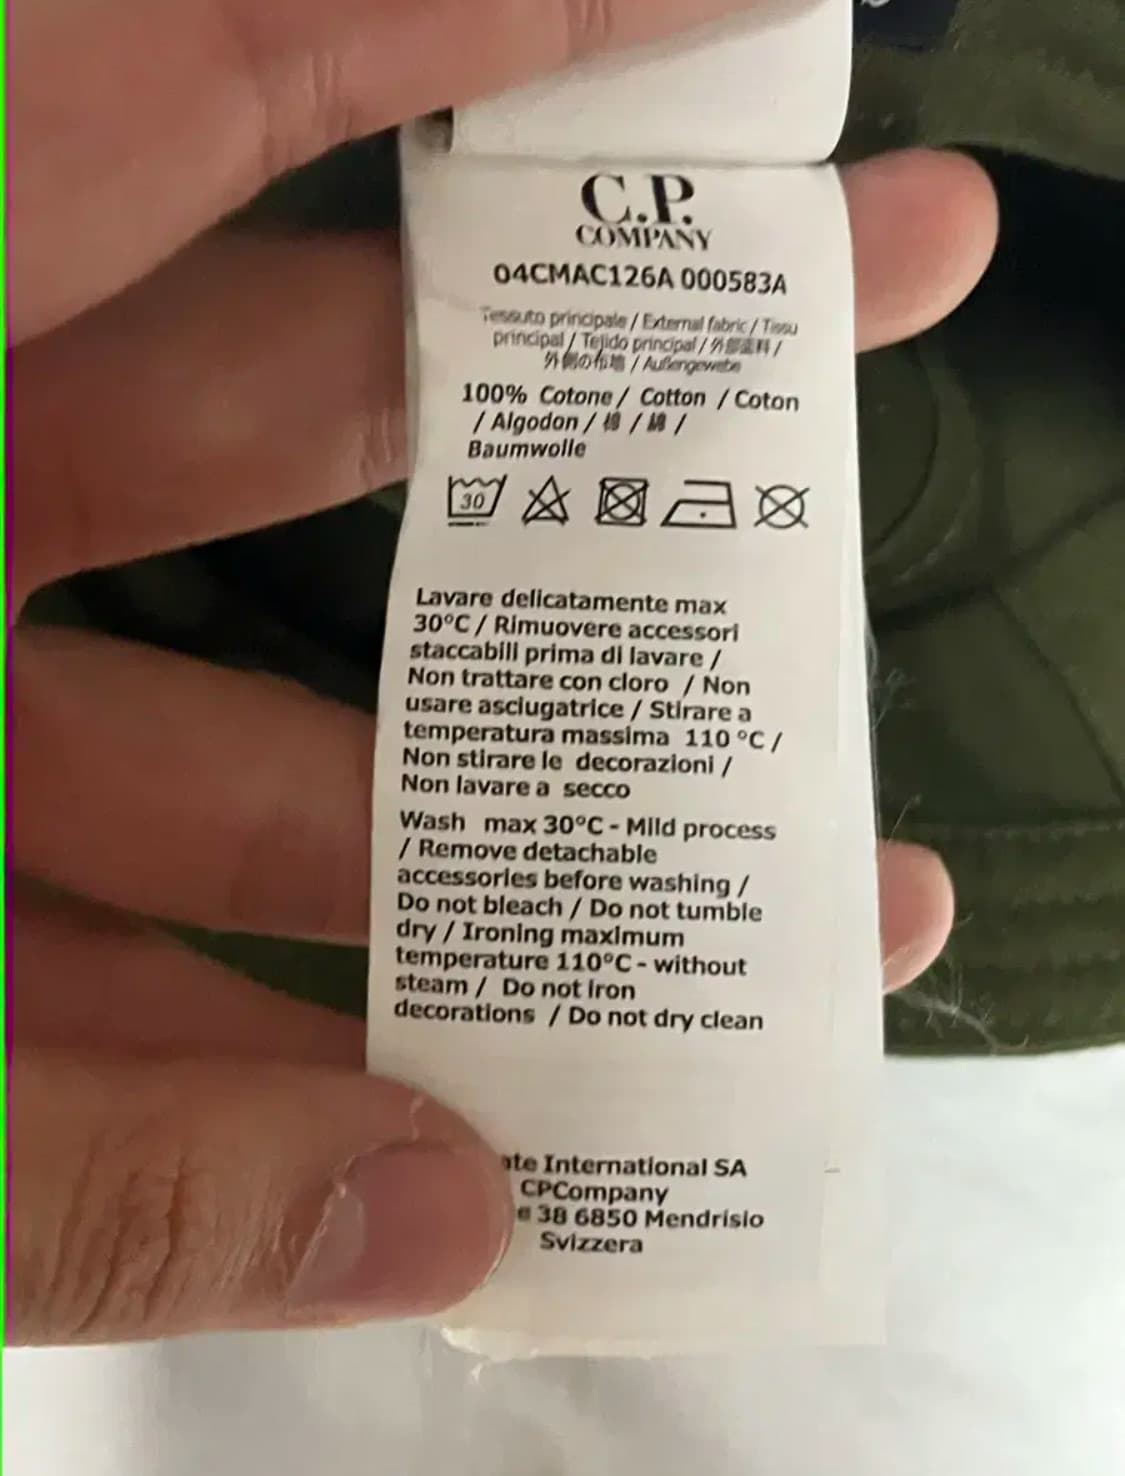 C.P.
COMPANY
04CMAC126A 000583A
Tessuto principale / External fabric / Tissu
principal / Tejido principal / 外部面料 /
外側の布地 / Außengewebe
100% Cotone / Cotton / Coton
/ Algodon / 棉 / 綿 /
Baumwolle
30
Lavare delicatamente max
30°C / Rimuovere accessori
staccabili prima di lavare /
Non trattare con cloro / Non
usare asciugatrice / Stirare a
temperatura massima 110 °C /
Non stirare le decorazioni /
Non lavare a secco
Wash max 30°C - Mild process
/ Remove detachable
accessories before washing /
Do not bleach / Do not tumble
dry / Ironing maximum
temperature 110°C - without
steam / Do not iron
decorations / Do not dry clean
ate International SA
CPCompany
e 38 6850 Mendrisio
Svizzera